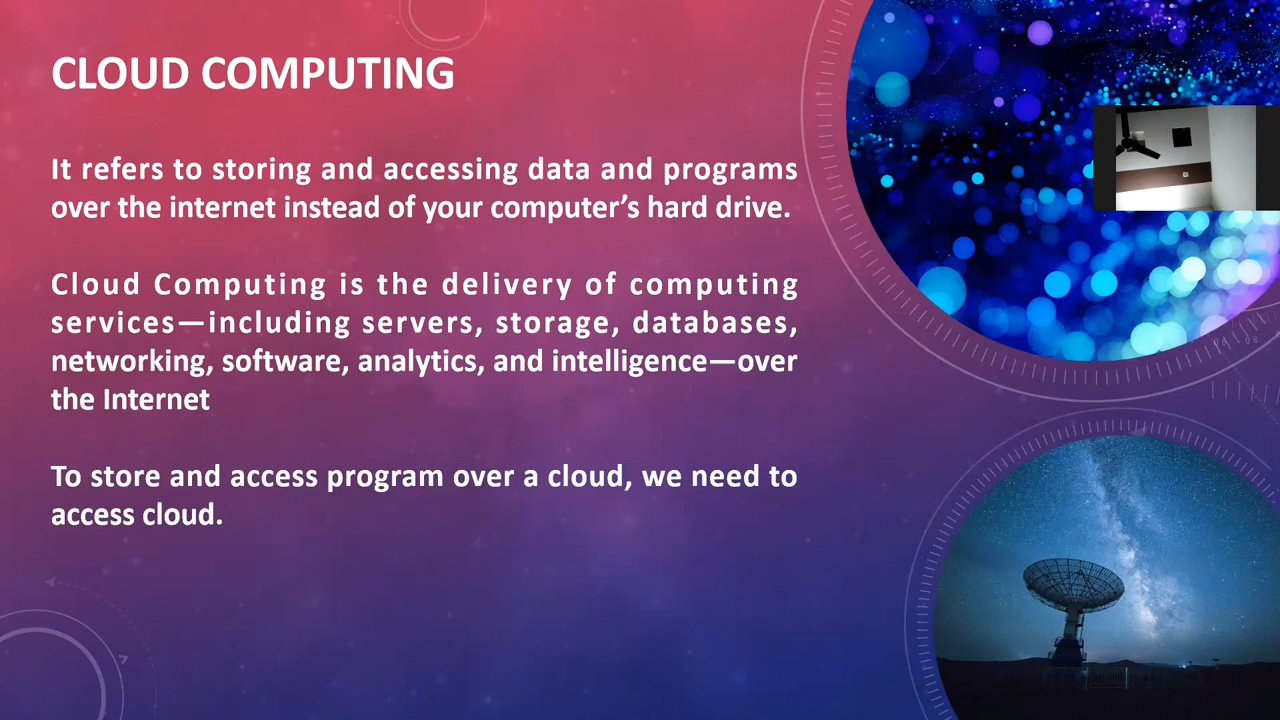 CLOUD COMPUTING
It refers to storing and accessing data and programs
over the internet instead of your computer’s hard drive.
Cloud Computing is the delivery of computing
services—including servers, storage, databases,
networking, software, analytics, and intelligence—over
the Internet
To store and access program over a cloud, we need to
access cloud.